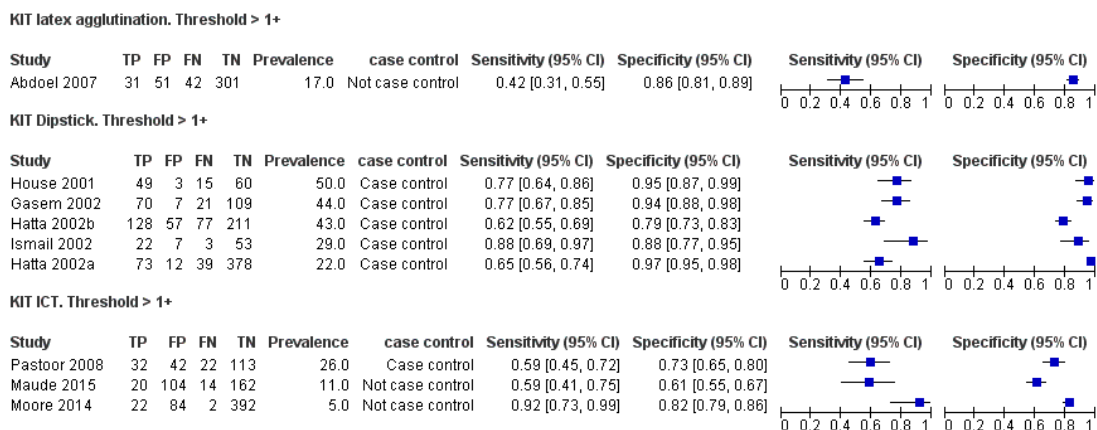 KIT latex agglutination. Threshold > 1+
Study TP FP FN TN Prevalence case control Sensitivity (95% CI) Specificity (95% CI) Sensitivity (95% CI) Specificity (95% CI)
Abdoel 2007 31 51 42 301 17.0 Not case control 0.42 [0.31, 0.55] 0.86 [0.81, 0.89]
0 0.2 0.4 0.6 0.8 1 0 0.2 0.4 0.6 0.8 1
KIT Dipstick. Threshold > 1+
Study TP FP FN TN Prevalence case control Sensitivity (95% CI) Specificity (95% CI) Sensitivity (95% CI) Specificity (95% CI)
House 2001 49 3 15 60 50.0 Case control 0.77 [0.64, 0.86] 0.95 [0.87, 0.99]
Gasem 2002 70 7 21 109 44.0 Case control 0.77 [0.67, 0.85] 0.94 [0.88, 0.98]
Hatta 2002b 128 57 77 211 43.0 Case control 0.62 [0.55, 0.69] 0.79 [0.73, 0.83]
Ismail 2002 22 7 3 53 29.0 Case control 0.88 [0.69, 0.97] 0.88 [0.77, 0.95]
Hatta 2002a 73 12 39 378 22.0 Case control 0.65 [0.56, 0.74] 0.97 [0.95, 0.98]
0 0.2 0.4 0.6 0.8 1 0 0.2 0.4 0.6 0.8 1
KIT ICT. Threshold > 1+
Study TP FP FN TN Prevalence case control Sensitivity (95% CI) Specificity (95% CI) Sensitivity (95% CI) Specificity (95% CI)
Pastoor 2008 32 42 22 113 26.0 Case control 0.59 [0.45, 0.72] 0.73 [0.65, 0.80]
Maude 2015 20 104 14 162 11.0 Not case control 0.59 [0.41, 0.75] 0.61 [0.55, 0.67]
Moore 2014 22 84 2 392 5.0 Not case control 0.92 [0.73, 0.99] 0.82 [0.79, 0.86]
0 0.2 0.4 0.6 0.8 1 0 0.2 0.4 0.6 0.8 1